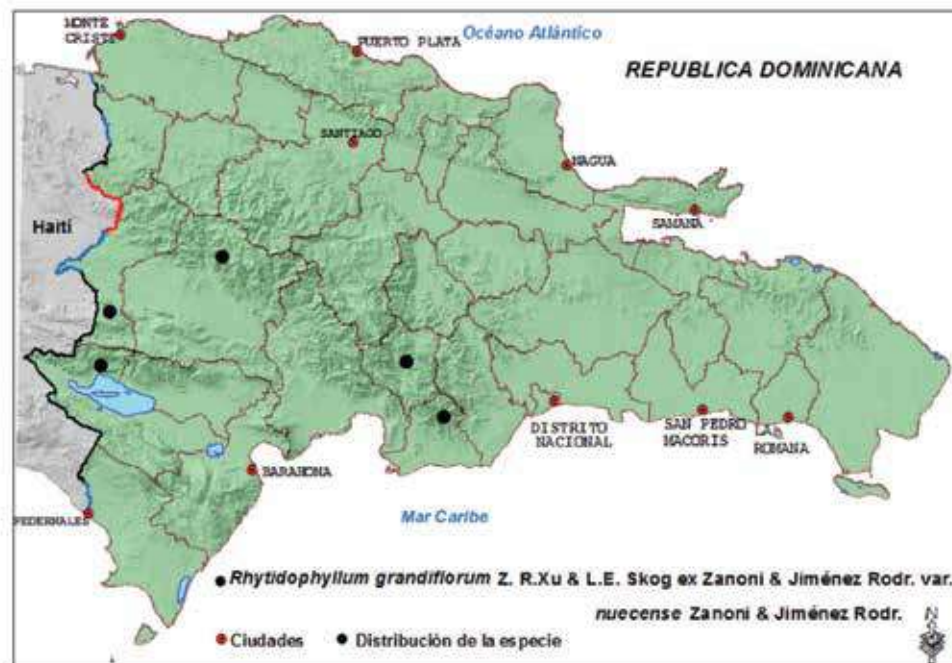 MONTE
CRISTI
PUERTO PLATA
Océano Atlántico
REPUBLICA DOMINICANA
SANTIAGO
NAGUA
SAMANA
Haití
DISTRITO
NACIONAL
SAN PEDRO
MACORIS
LA
ROMANA
BARAHONA
PEDERNALES
Mar Caribe
Rhytidophyllum grandiflorum Z. R.Xu & L.E. Skog ex Zanoni & Jiménez Rodr. var.
nuecense Zanoni & Jiménez Rodr.
Ciudades
Distribución de la especie
N